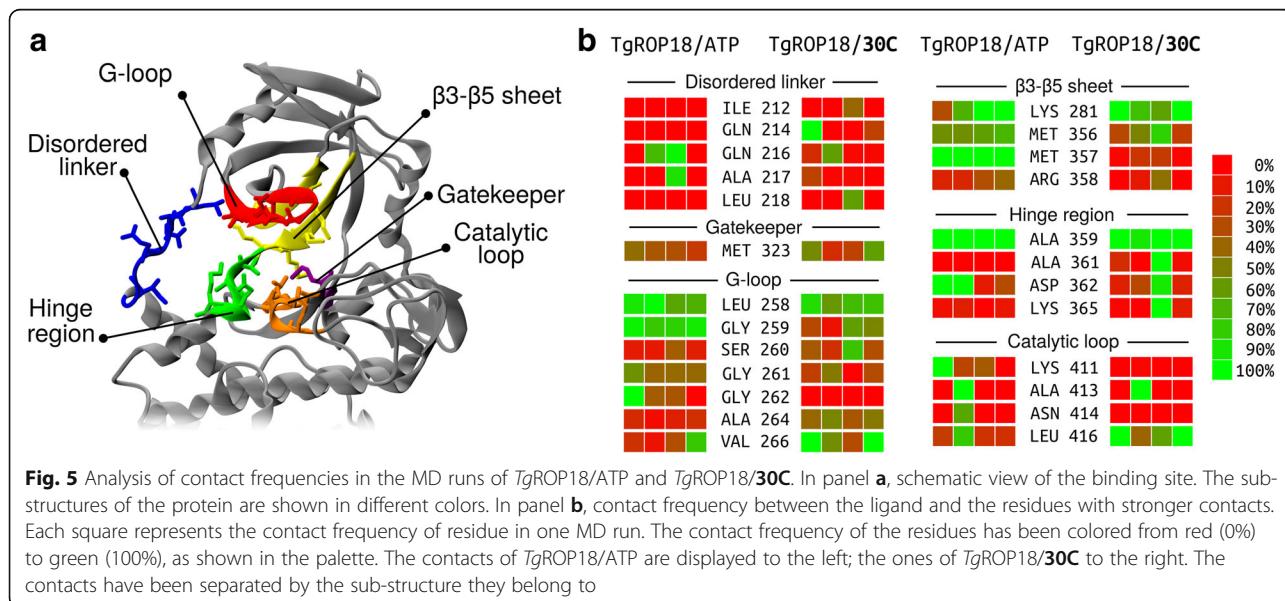 a
G-loop
β3-β5 sheet
Disordered
linker
Gatekeeper
Catalytic
loop
Hinge
region
b
TgROP18/ATP TgROP18/30C TgROP18/ATP TgROP18/30C
Disordered linker
ILE 212
GLN 214
GLN 216
ALA 217
LEU 218
Gatekeeper
MET 323
G-loop
LEU 258
GLY 259
SER 260
GLY 261
GLY 262
ALA 264
VAL 266
β3-β5 sheet
LYS 281
MET 356
MET 357
ARG 358
Hinge region
ALA 359
ALA 361
ASP 362
LYS 365
Catalytic loop
LYS 411
ALA 413
ASN 414
LEU 416
0%
10%
20%
30%
40%
50%
60%
70%
80%
90%
100%
Fig. 5 Analysis of contact frequencies in the MD runs of TgROP18/ATP and TgROP18/30C. In panel a, schematic view of the binding site. The sub-
structures of the protein are shown in different colors. In panel b, contact frequency between the ligand and the residues with stronger contacts.
Each square represents the contact frequency of residue in one MD run. The contact frequency of the residues has been colored from red (0%)
to green (100%), as shown in the palette. The contacts of TgROP18/ATP are displayed to the left; the ones of TgROP18/30C to the right. The
contacts have been separated by the sub-structure they belong to